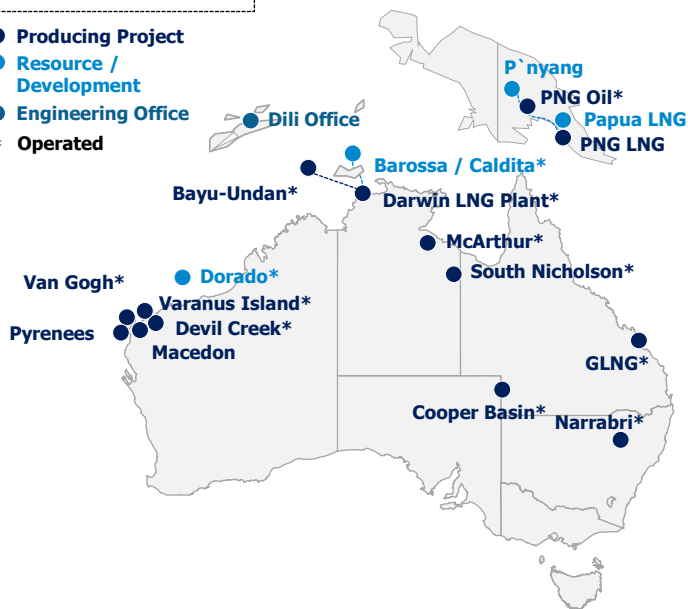 Producing Project
Resource /
Development
Engineering Office
* Operated
P`nyang
PNG Oil*
Papua LNG
PNG LNG
Dili Office
Barossa / Caldita*
Bayu-Undan*
Darwin LNG Plant*
McArthur*
South Nicholson*
Van Gogh*
Dorado*
Varanus Island*
Devil Creek*
Pyrenees
Macedon
GLNG*
Cooper Basin*
Narrabri*